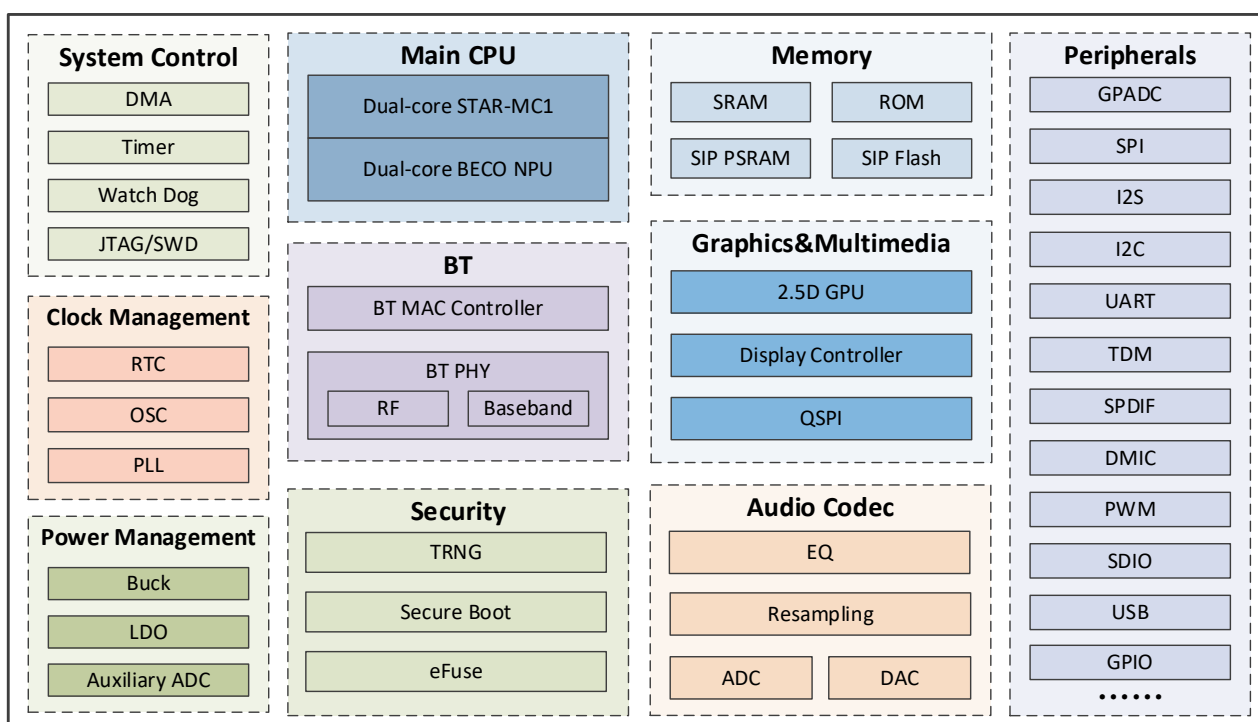 System Control
DMA
Timer
Watch Dog
JTAG/SWD
Clock Management
RTC
OSC
PLL
Power Management
Buck
LDO
Auxiliary ADC
Main CPU
Dual-core STAR-MC1
Dual-core BECO NPU
BT
BT MAC Controller
BT PHY
RF Baseband
Security
TRNG
Secure Boot
eFuse
Memory
SRAM ROM
SIP PSRAM SIP Flash
Graphics&Multimedia
2.5D GPU
Display Controller
QSPI
Audio Codec
EQ
Resampling
ADC DAC
Peripherals
GPADC
SPI
I2S
I2C
UART
TDM
SPDIF
DMIC
PWM
SDIO
USB
GPIO
......